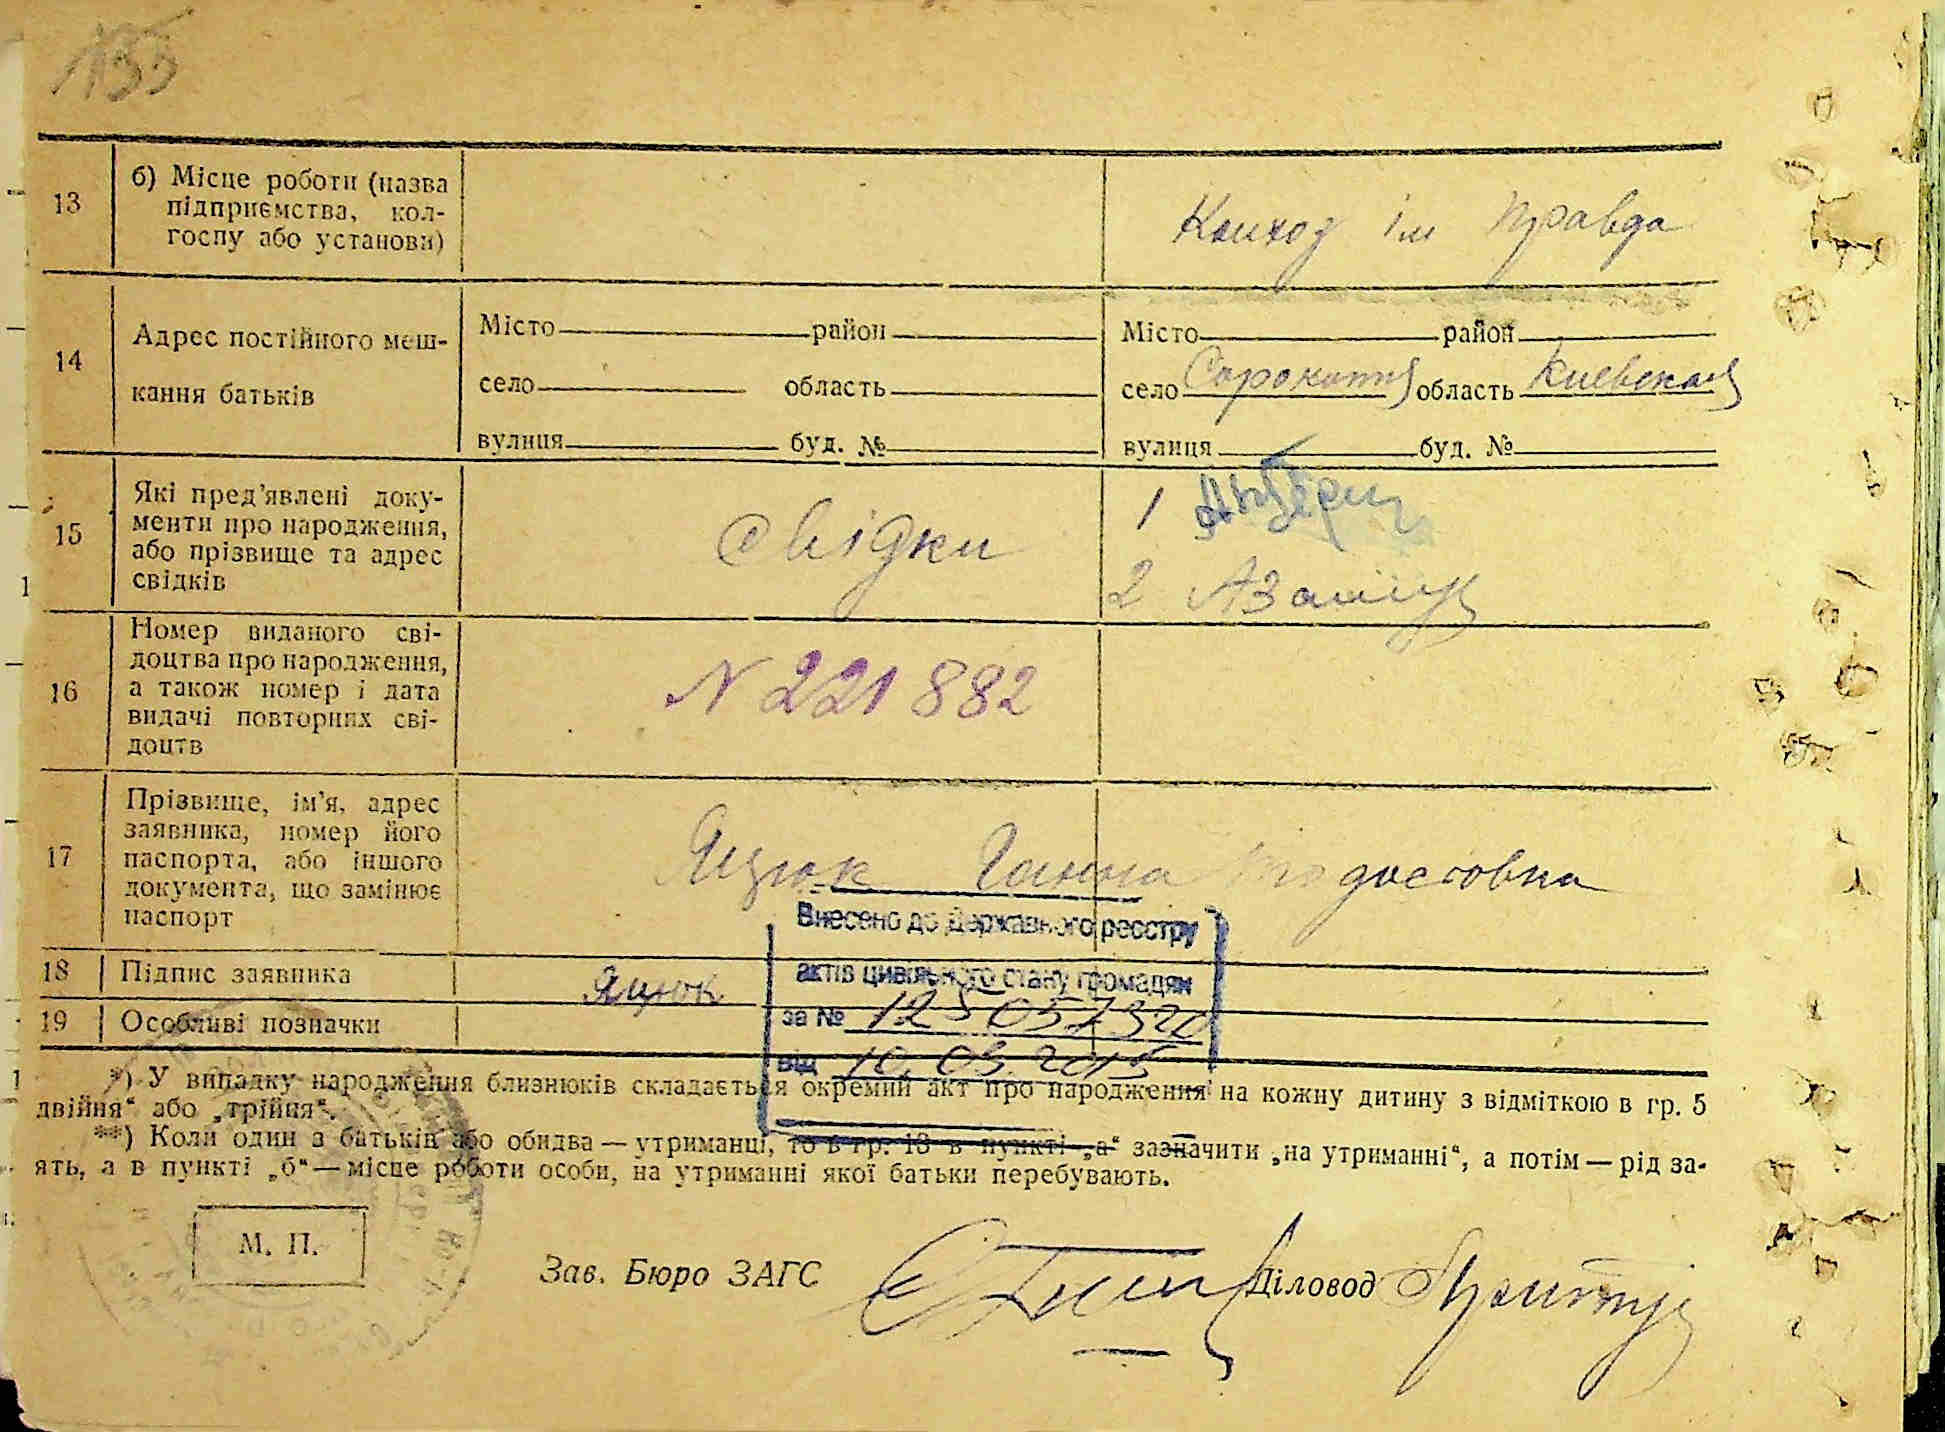 135
13
б) Місце роботи (назва
підприємства, кол-
госпу або установи)
Колхоз ім Правда
14
Адрес постійного меш-
кання батьків
Місто район
село область
вулиця буд. №
Місто район
село область Киевская
вулиця буд. №
15
Які пред'явлені доку-
менти про народження,
або прізвище та адрес
свідків
свідки
1
2
16
Номер виданого сві-
доцтва про народження,
а також номер і дата
видачі повторних сві-
доцтв
N 221882
17
Прізвище, ім'я, адрес
заявника, номер його
паспорта, або іншого
документа, що замінює
паспорт
Яцюк Ганна
18
Підпис заявника
Яцюк
19
Особливі позначки
Внесено до Державного реєстру
актів цивільного стану громадян
за №
від 10.03.2015
*) У випадку народження близнюків складається окремий акт про народження на кожну дитину з відміткою в гр. 5
двійня“ або „трійня“.
**) Коли один з батьків або обидва — утриманці, то в гр. 13 в пункті „а“ зазначити „на утриманні“, а потім — рід за-
ять, а в пункті „б“ — місце роботи особи, на утриманні якої батьки перебувають.
М. П.
Зав. Бюро ЗАГС
Діловод